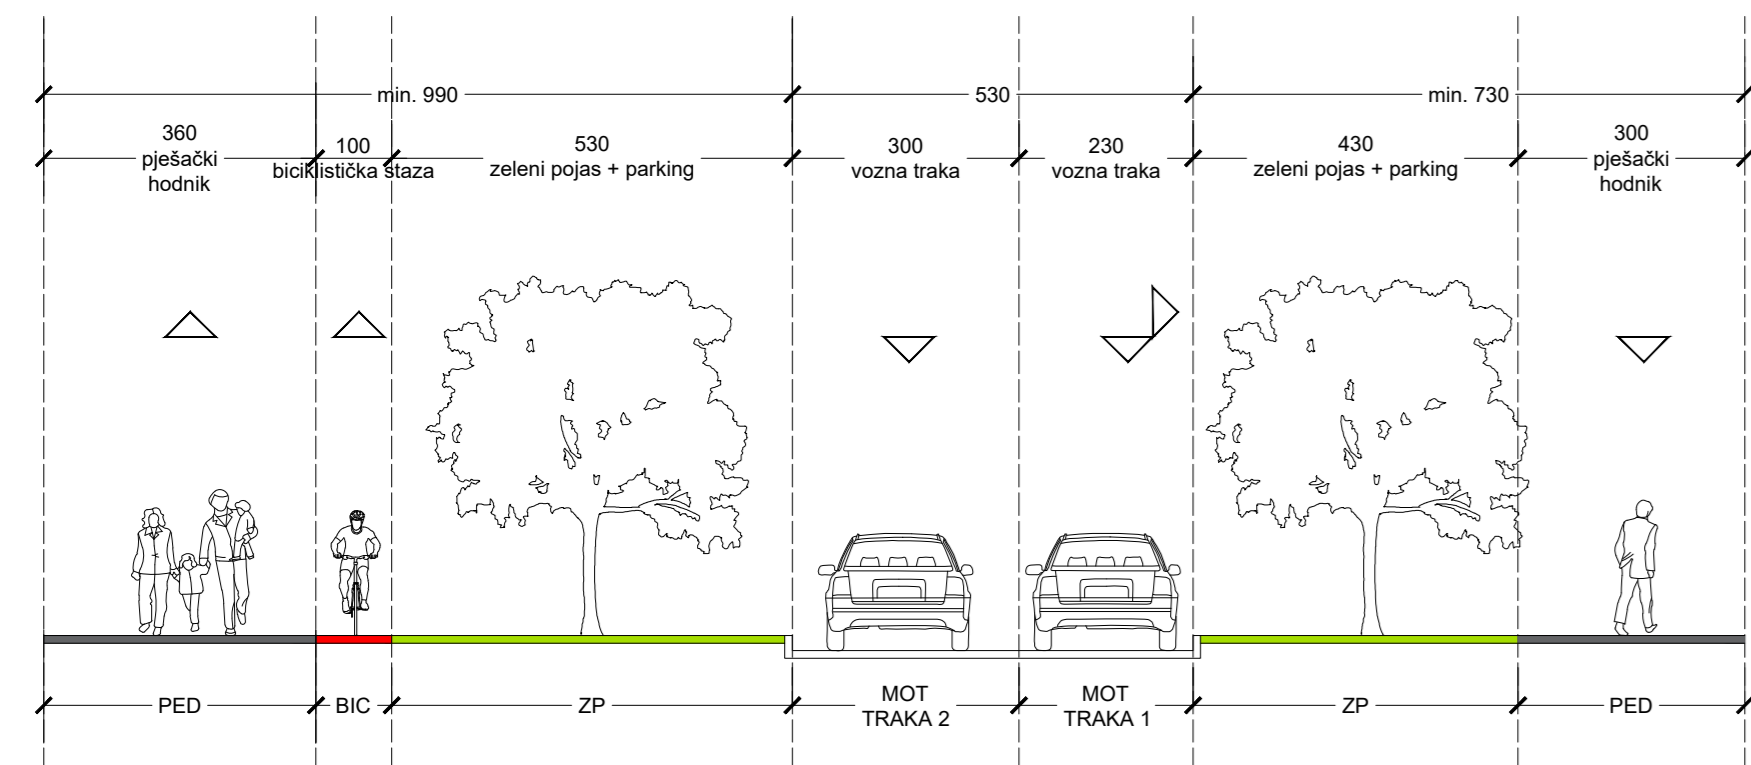 min. 990
530
min. 730
360
pješački
hodnik
100
biciklistička staza
530
zeleni pojas + parking
300
vozna traka
230
vozna traka
430
zeleni pojas + parking
300
pješački
hodnik
PED
BIC
ZP
MOT
TRAKA 2
MOT
TRAKA 1
ZP
PED